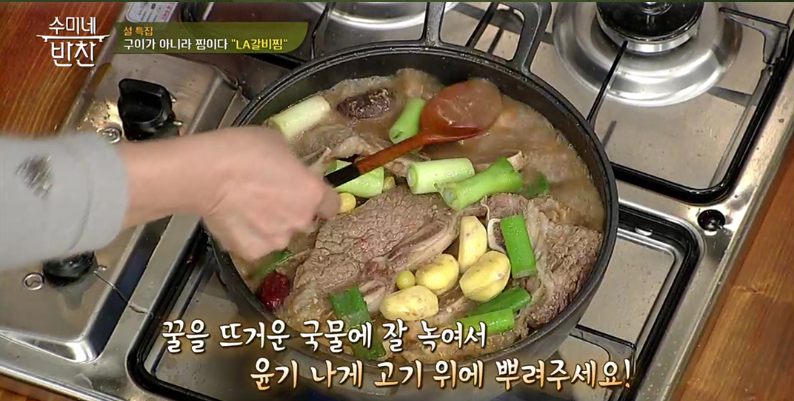 수미네
반찬
설 특집
구이가 아니라 찜이다 "LA갈비찜"
꿀을 뜨거운 국물에 잘 녹여서
윤기 나게 고기 위에 뿌려주세요!